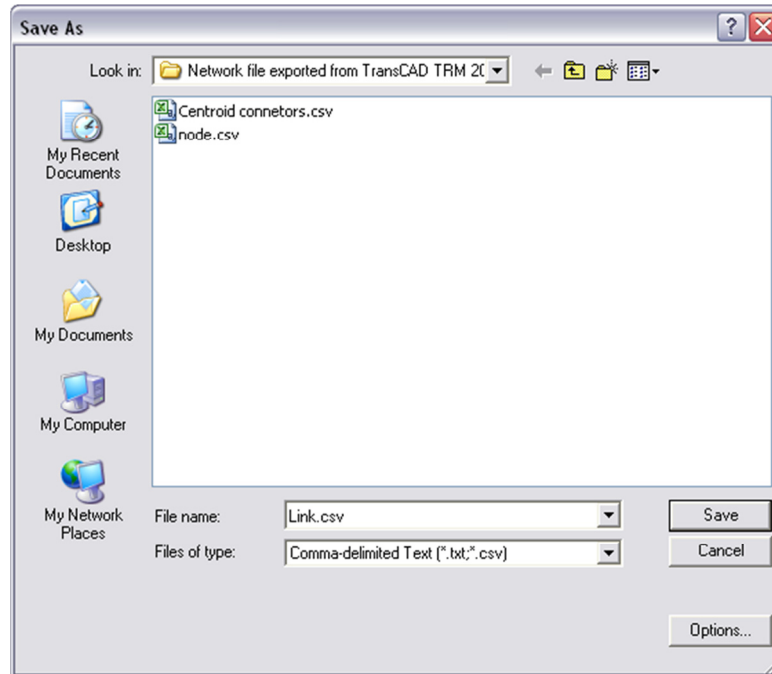 Save As
Look in:
Network file exported from TransCAD TRM 20
Centroid connetors.csv
node.csv
My Recent
Documents
Desktop
My Documents
My Computer
My Network
Places
File name:
Link.csv
Save
Files of type:
Comma-delimited Text (*.txt;*.csv)
Cancel
Options...